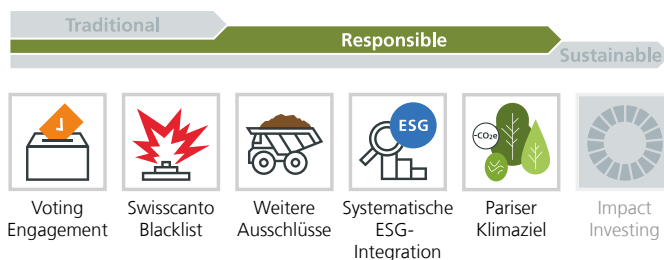 Traditional
Responsible
Sustainable
ESG
-CO₂e
Voting
Engagement
Swisscanto
Blacklist
Weitere
Ausschlüsse
Systematische
ESG-
Integration
Pariser
Klimaziel
Impact
Investing